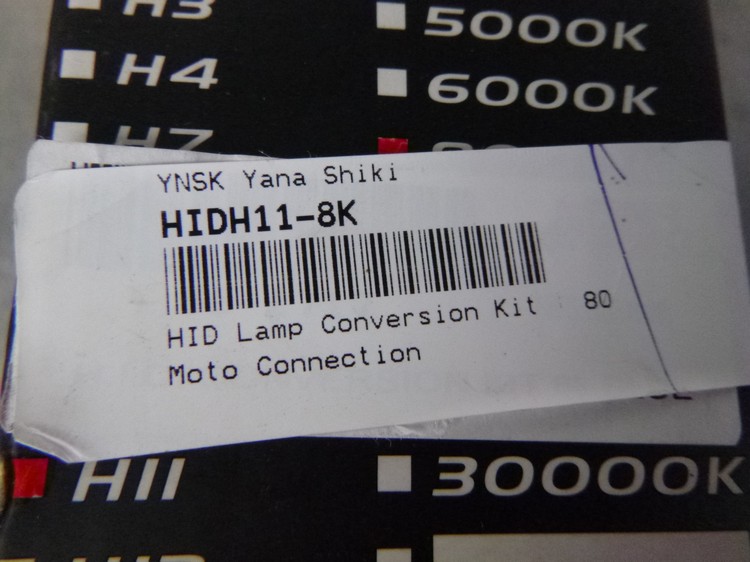 H3
5000K
H4
6000K
H7
YNSK Yana Shiki
HIDH11-8K
HID Lamp Conversion Kit 80
Moto Connection
H11
30000K